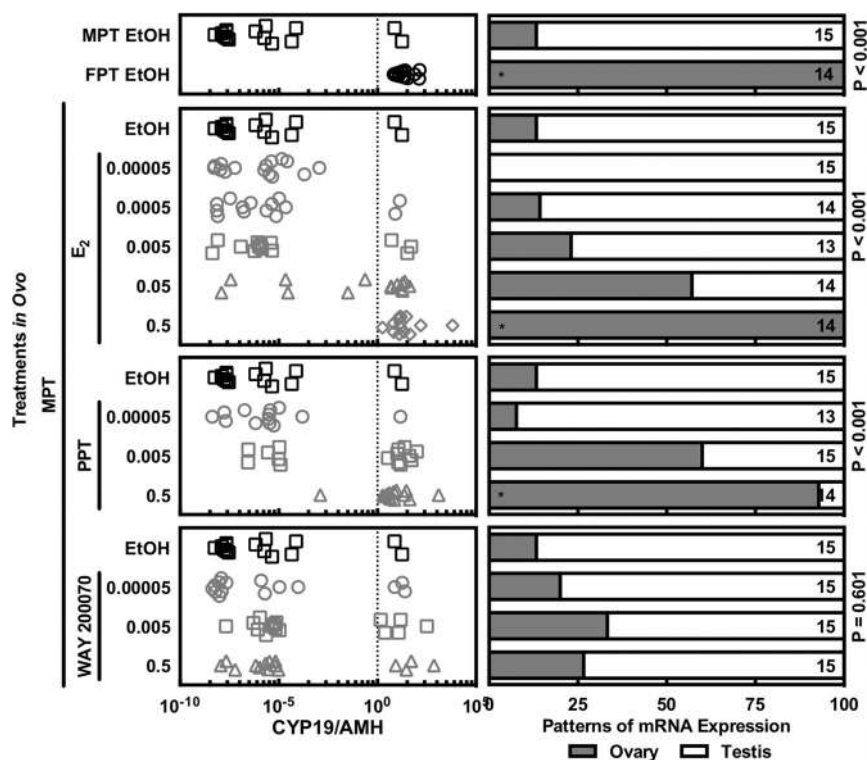 MPT EtOH 15
FPT EtOH * 14
P < 0.001
Treatments in Ovo
MPT
EtOH 15
E2
0.00005 15
0.0005 14
0.005 13
0.05 14
0.5 * 14
P < 0.001
EtOH 15
PPT
0.00005 13
0.005 15
0.5 * 14
P < 0.001
EtOH 15
WAY 200070
0.00005 15
0.005 15
0.5 15
P = 0.601
10-10 10-5 100 105 0 25 50 75 100
CYP19/AMH Patterns of mRNA Expression
Ovary Testis